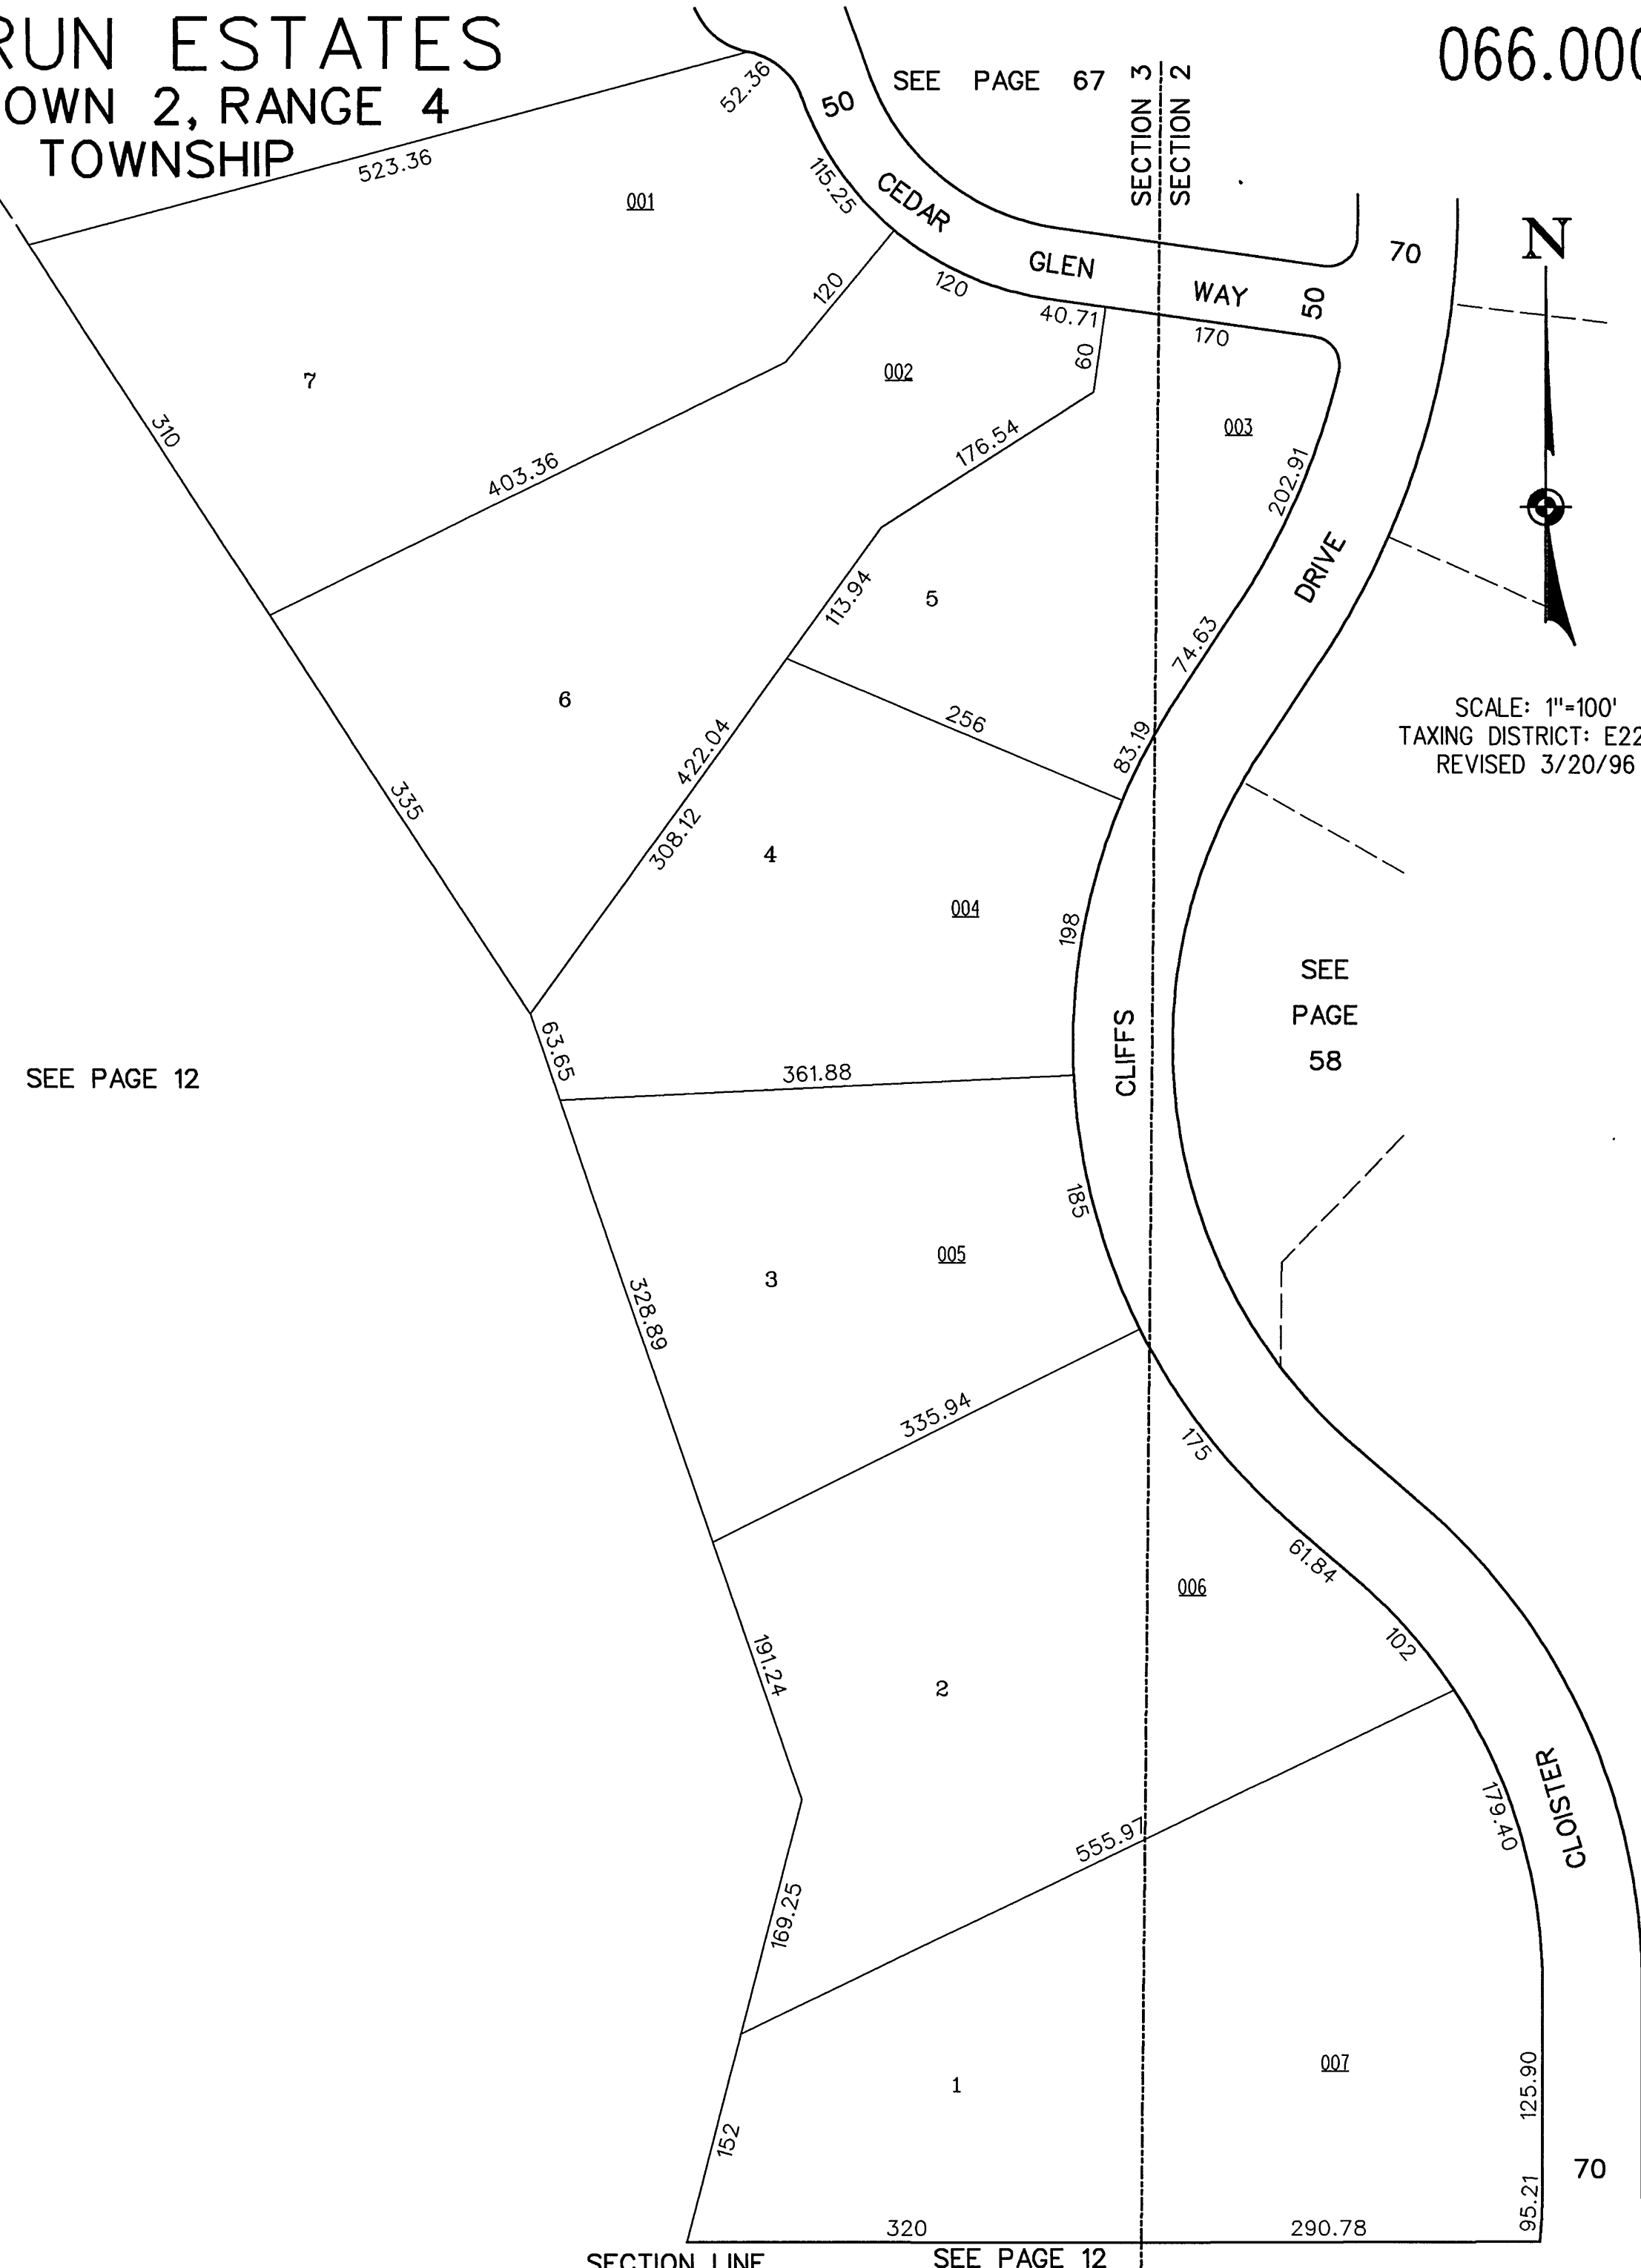 RUN ESTATES
OWN 2, RANGE 4
TOWNSHIP
066.000
SEE PAGE 67
SECTION 3
SECTION 2
N
523.36
52.36
50
115.25
CEDAR
GLEN
WAY
50
70
001
120
120
40.71
60
170
002
003
7
310
403.36
176.54
202.91
DRIVE
113.94
5
74.63
SCALE: 1"=100'
TAXING DISTRICT: E22
REVISED 3/20/96
6
256
83.19
422.04
335
308.12
4
004
198
SEE
PAGE
58
CLIFFS
63.65
361.88
SEE PAGE 12
185
3
005
328.89
335.94
175
61.84
006
102
191.24
2
CLOISTER
179.40
555.97
169.25
007
1
125.90
152
70
95.21
320
290.78
SECTION LINE
SEE PAGE 12